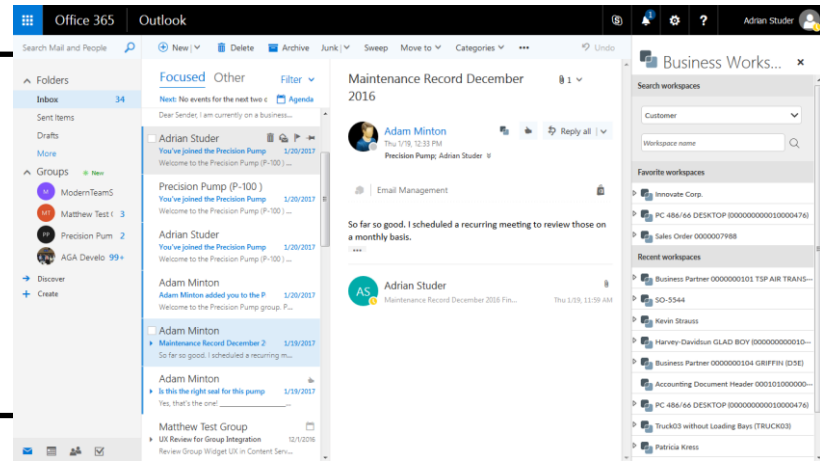 Office 365
Outlook
?
Adrian Studer
Search Mail and People
New
Delete
Archive
Junk
Sweep
Move to
Categories
...
Undo
Folders
Inbox 34
Sent Items
Drafts
More
Groups
New
M ModernTeamS
MT Matthew Test ( 3
PP Precision Pum 2
AGA Develo 99+
Discover
Create
Focused Other Filter
Next: No events for the next two c Agenda
Dear Sender, I am currently on a business...
Adrian Studer
You've joined the Precision Pump 1/20/2017
Welcome to the Precision Pump (P-100 ) ...
Precision Pump (P-100 )
You've joined the Precision Pump 1/20/2017
Welcome to the Precision Pump (P-100 ) ...
Adrian Studer
You've joined the Precision Pump 1/20/2017
Welcome to the Precision Pump (P-100 ) ...
Adam Minton
Adam Minton added you to the P 1/20/2017
Welcome to the Precision Pump group. P...
Adam Minton
Maintenance Record December 2 1/19/2017
So far so good. I scheduled a recurring m...
Adam Minton
Is this the right seal for this pump 1/19/2017
Yes, that's the one! ____________...
Matthew Test Group
UX Review for Group Integration 12/1/2016
Review Group Widget UX in Content Serv...
Maintenance Record December
2016
1
Adam Minton
Thu 1/19, 12:33 PM
Precision Pump; Adrian Studer
Reply all
Email Management
So far so good. I scheduled a recurring meeting to review those on
a monthly basis.
...
AS Adrian Studer
Maintenance Record December 2016 Fin... Thu 1/19, 11:59 AM
Business Works...
Search workspaces
Customer
Workspace name
Favorite workspaces
Innovate Corp.
PC 486/66 DESKTOP (000000000010000476)
Sales Order 0000007988
Recent workspaces
Business Partner 0000000101 TSP AIR TRANS...
SO-5544
Kevin Strauss
Harvey-Davidsun GLAD BOY (000000000010...
Business Partner 0000000104 GRIFFIN (DSE)
Accounting Document Header 000101000000...
PC 486/66 DESKTOP (000000000010000476)
Truck03 without Loading Bays (TRUCK03)
Patricia Kress